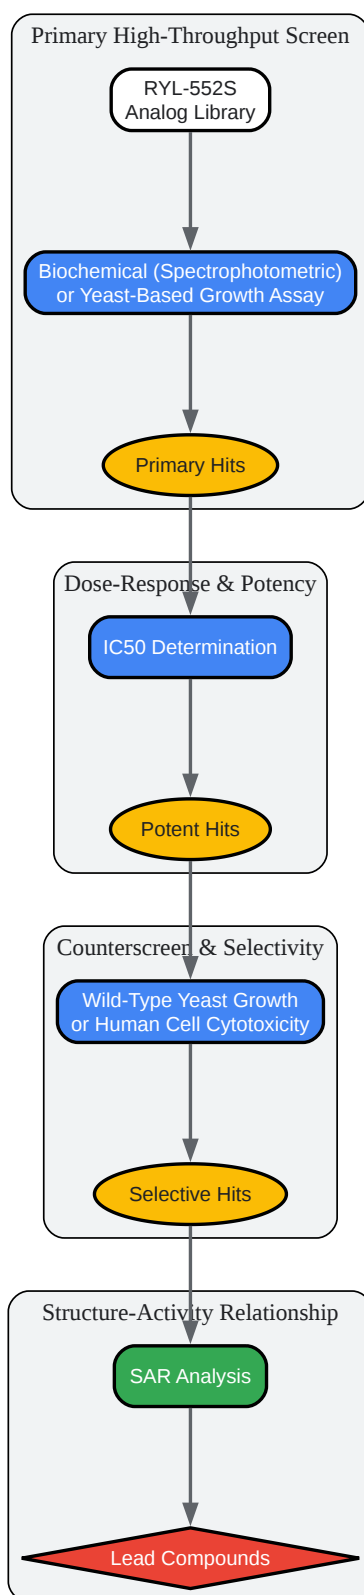 Primary High-Throughput Screen
RYL-552S
Analog Library
Biochemical (Spectrophotometric)
or Yeast-Based Growth Assay
Primary Hits
Dose-Response & Potency
IC50 Determination
Potent Hits
Counterscreen & Selectivity
Wild-Type Yeast Growth
or Human Cell Cytotoxicity
Selective Hits
Structure-Activity Relationship
SAR Analysis
Lead Compounds